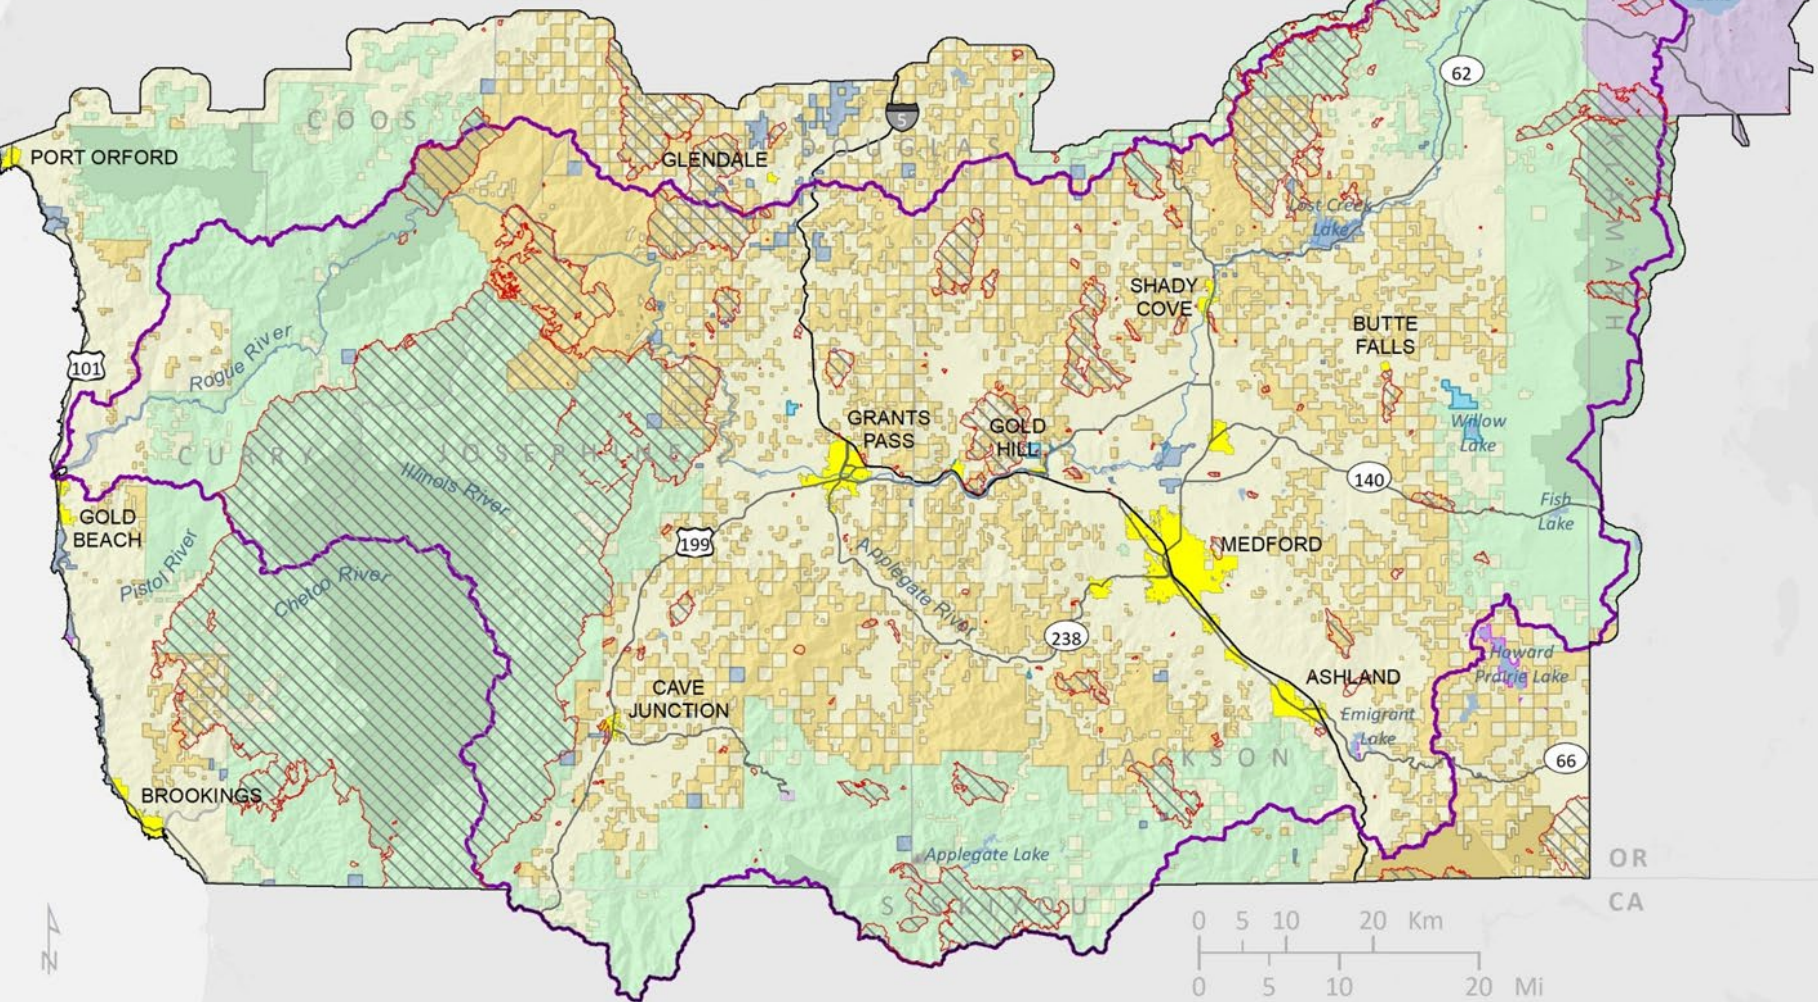 62
COOS
5
PORT ORFORD
GLENDALE
DOUGLAS
KLAMATH
Lost Creek
Lake
SHADY
COVE
BUTTE
FALLS
101
Rogue River
GRANTS
PASS
GOLD
HILL
Willow
Lake
CURRY
JOSEPHINE
Illinois River
140
Fish
Lake
GOLD
BEACH
199
MEDFORD
Pistol River
Chetco River
Applegate River
238
Howard
Prairie Lake
CAVE
JUNCTION
ASHLAND
Emigrant
Lake
JACKSON
66
BROOKINGS
Applegate Lake
OR
CA
SISKIYOU
0 5 10 20 Km
0 5 10 20 Mi
N